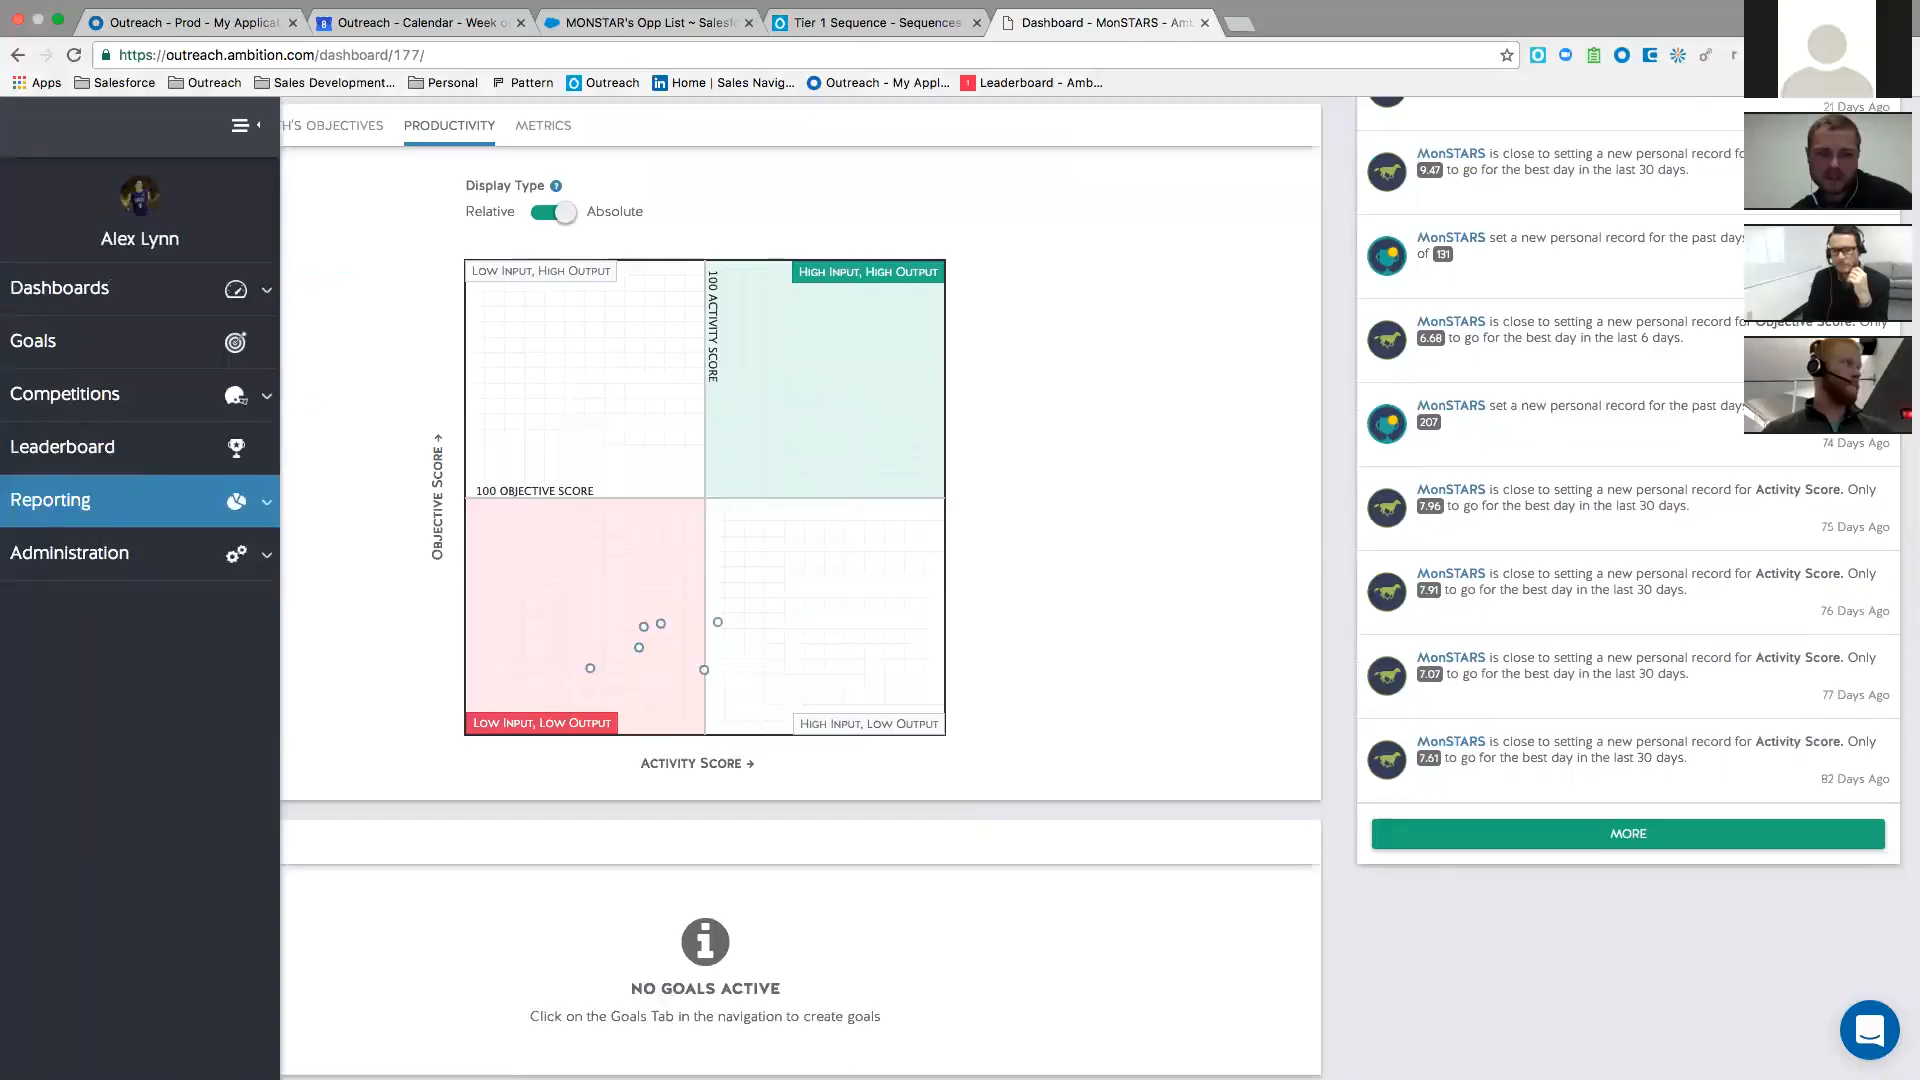 Outreach - Prod - My Applica
Outreach - Calendar - Week o
MONSTAR's Opp List ~ Salesf
Tier 1 Sequence - Sequences
Dashboard - MonSTARS - Am
https://outreach.ambition.com/dashboard/177/
Apps
Salesforce
Outreach
Sales Development...
Personal
Pattern
Outreach
Home | Sales Navig...
Outreach - My Appl...
Leaderboard - Amb...
Alex Lynn
Dashboards
Goals
Competitions
Leaderboard
Reporting
Administration
H'S OBJECTIVES
PRODUCTIVITY
METRICS
Display Type
Relative
Absolute
LOW INPUT, HIGH OUTPUT
HIGH INPUT, HIGH OUTPUT
100 ACTIVITY SCORE
100 OBJECTIVE SCORE
OBJECTIVE SCORE →
LOW INPUT, LOW OUTPUT
HIGH INPUT, LOW OUTPUT
ACTIVITY SCORE →
NO GOALS ACTIVE
Click on the Goals Tab in the navigation to create goals
21 Days Ago
MonSTARS is close to setting a new personal record fo
9.47 to go for the best day in the last 30 days.
MonSTARS set a new personal record for the past day
of 131
MonSTARS is close to setting a new personal record for Objective Score. Only
6.68 to go for the best day in the last 6 days.
MonSTARS set a new personal record for the past day
207
74 Days Ago
MonSTARS is close to setting a new personal record for Activity Score. Only
7.96 to go for the best day in the last 30 days.
75 Days Ago
MonSTARS is close to setting a new personal record for Activity Score. Only
7.91 to go for the best day in the last 30 days.
76 Days Ago
MonSTARS is close to setting a new personal record for Activity Score. Only
7.07 to go for the best day in the last 30 days.
77 Days Ago
MonSTARS is close to setting a new personal record for Activity Score. Only
7.61 to go for the best day in the last 30 days.
82 Days Ago
MORE